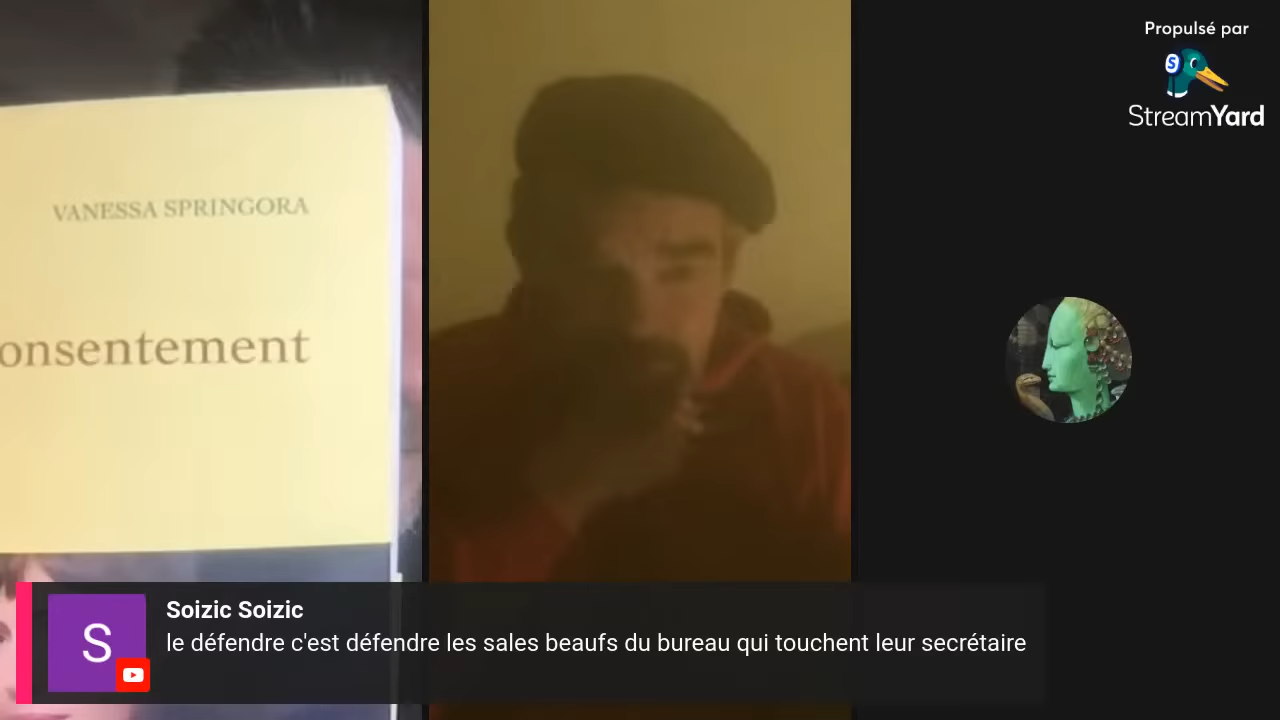 Propulsé par
S
StreamYard
VANESSA SPRINGORA
onsentement
Soizic Soizic
S
le défendre c'est défendre les sales beaufs du bureau qui touchent leur secrétaire